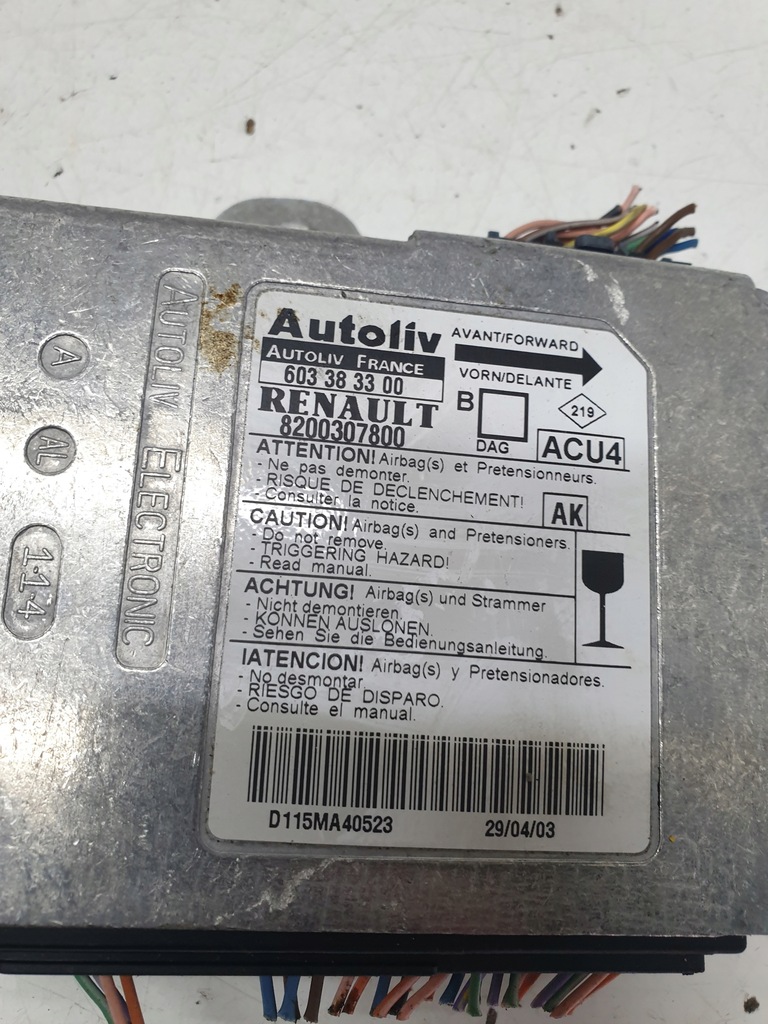 A
AL
1-1-4
AUTOLIV ELECTRONIC
Autoliv
AUTOLIV FRANCE
603 38 33 00
RENAULT
8200307800
AVANT/FORWARD
VORN/DELANTE
B
DAG
219
ACU4
ATTENTION! Airbag(s) et Pretensionneurs.
- Ne pas demonter.
- RISQUE DE DECLENCHEMENT!
- Consulter la notice.
AK
CAUTION! Airbag(s) and Pretensioners.
- Do not remove
- TRIGGERING HAZARD!
- Read manual.
ACHTUNG! Airbag(s) und Strammer
- Nicht demontieren.
- KONNEN AUSLONEN.
- Sehen Sie die Bedienungsanleitung.
IATENCION! Airbag(s) y Pretensionadores.
- No desmontar
- RIESGO DE DISPARO.
- Consulte el manual.
D115MA40523
29/04/03